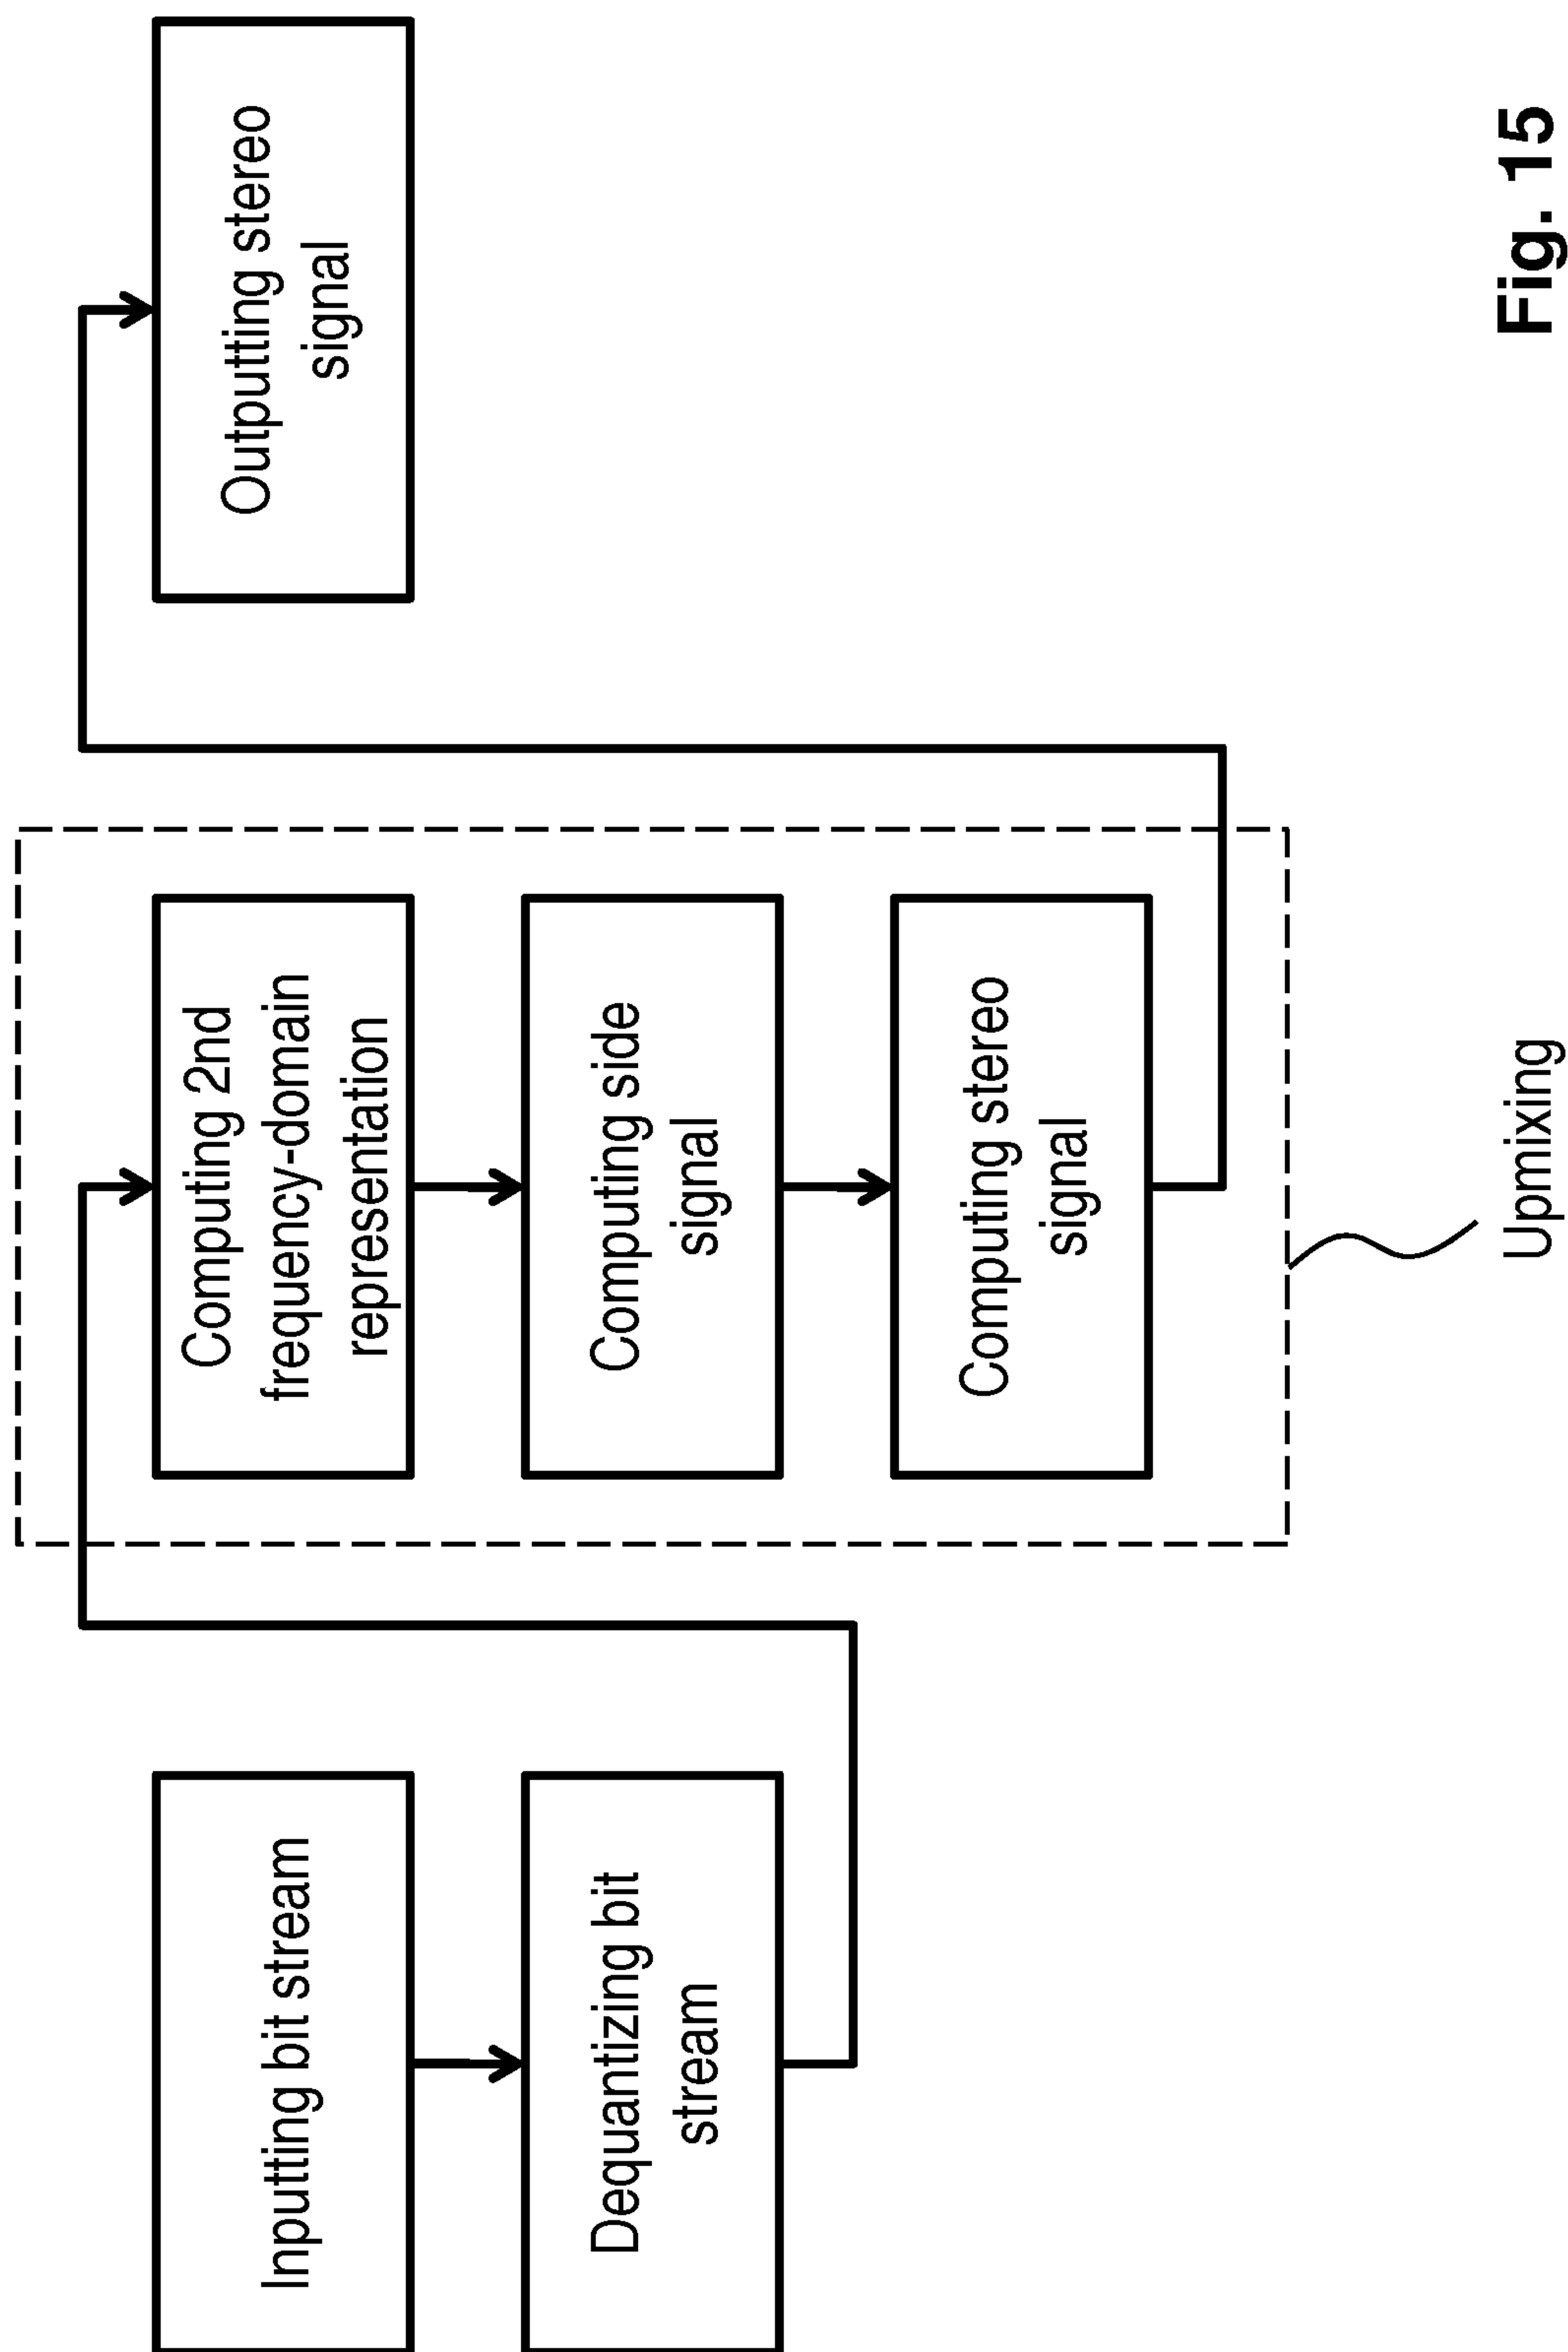 Inputting bit stream
Dequantizing bit
stream
Computing 2nd
frequency-domain
representation
Computing side
signal
Computing stereo
signal
Upmixing
Outputting stereo
signal
Fig. 15